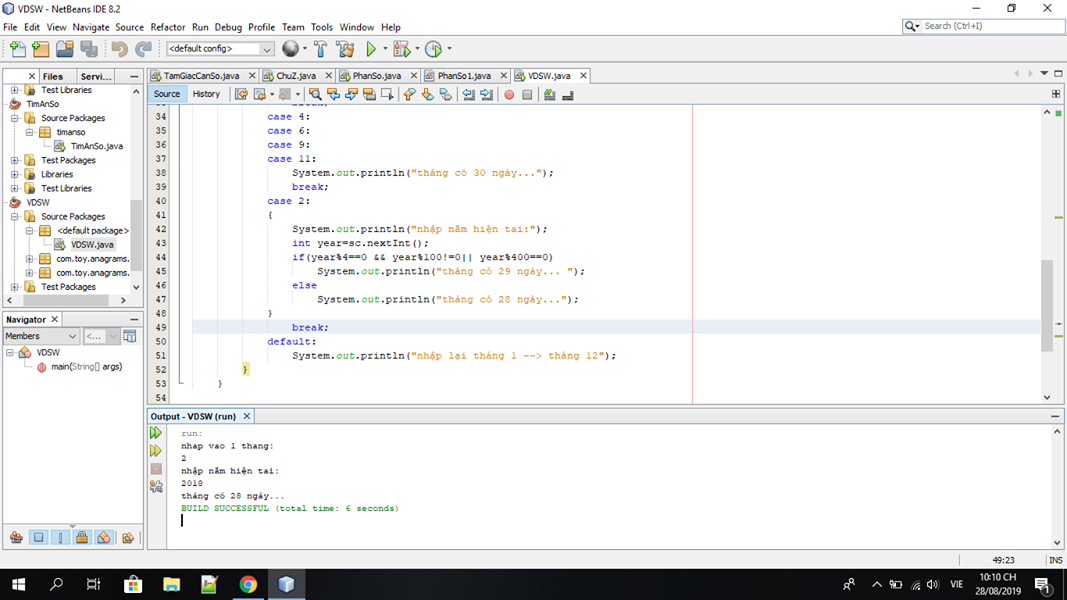 VDSW - NetBeans IDE 8.2
File Edit View Navigate Source Refactor Run Debug Profile Team Tools Window Help
<default config>
Search (Ctrl+I)
Files Servi...
TamGiacCanSo.java ChuZ.java PhanSo.java PhanSo1.java VDSW.java
Source History
Test Libraries
TimAnSo
Source Packages
timanso
TimAnSo.java
Test Packages
Libraries
Test Libraries
VDSW
Source Packages
<default package>
VDSW.java
com.toy.anagrams.
com.toy.anagrams.
Test Packages
Navigator
Members <...
VDSW
main(String[] args)
break;
34 case 4:
35 case 6:
36 case 9:
37 case 11:
38 System.out.println("tháng có 30 ngày...");
39 break;
40 case 2:
41 {
42 System.out.println("nhập năm hiện tai:");
43 int year=sc.nextInt();
44 if(year%4==0 && year%100!=0|| year%400==0)
45 System.out.println("tháng có 29 ngày... ");
46 else
47 System.out.println("tháng có 28 ngày...");
48 }
49 break;
50 default:
51 System.out.println("nhập lại tháng 1 --> tháng 12");
52 }
53 }
54
Output - VDSW (run)
run:
nhap vao 1 thang:
2
nhập năm hiện tai:
2018
tháng có 28 ngày...
BUILD SUCCESSFUL (total time: 6 seconds)
49:23 INS
VIE
10:10 CH
28/08/2019
1